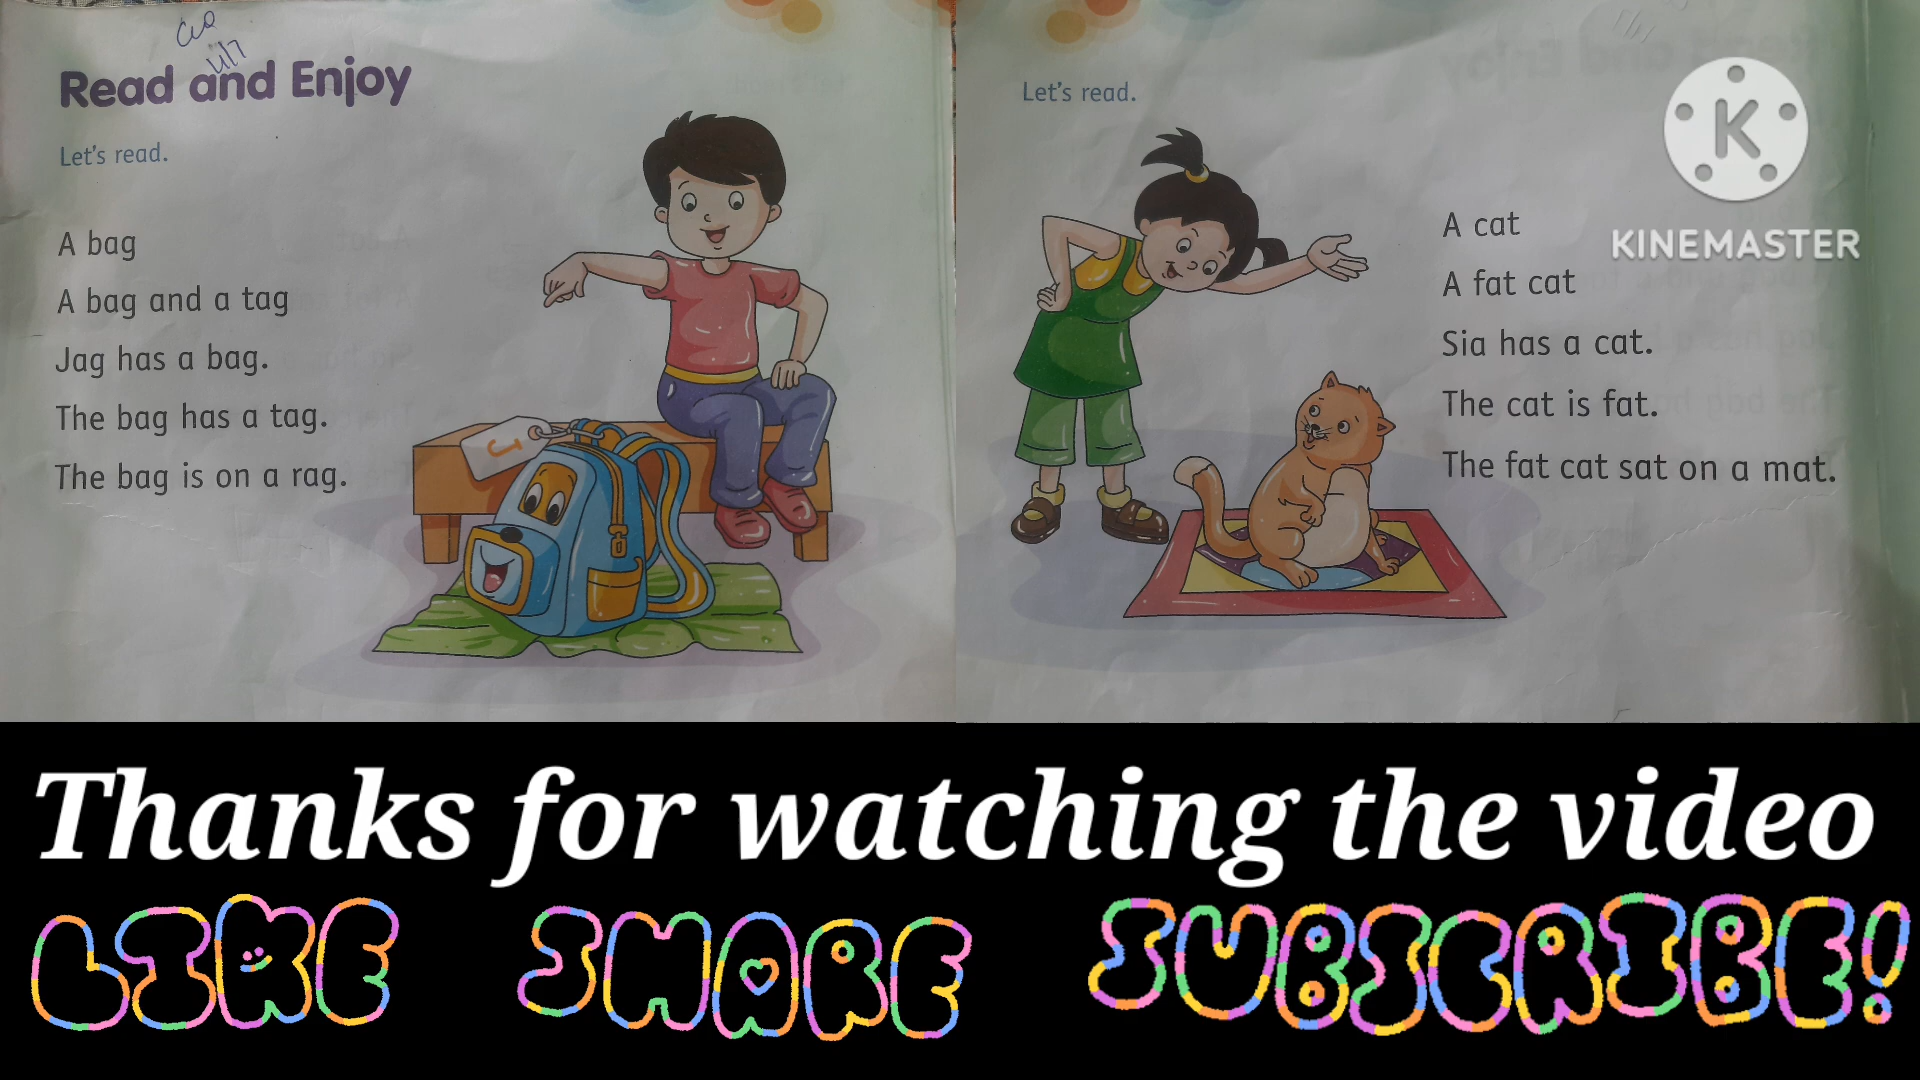 Read and Enjoy
Let's read.
A bag
A bag and a tag
Jag has a bag.
The bag has a tag.
The bag is on a rag.
J
Let's read.
A cat
A fat cat
Sia has a cat.
The cat is fat.
The fat cat sat on a mat.
K
KINEMASTER
Thanks for watching the video
LIKE SHARE SUBSCRIBE!